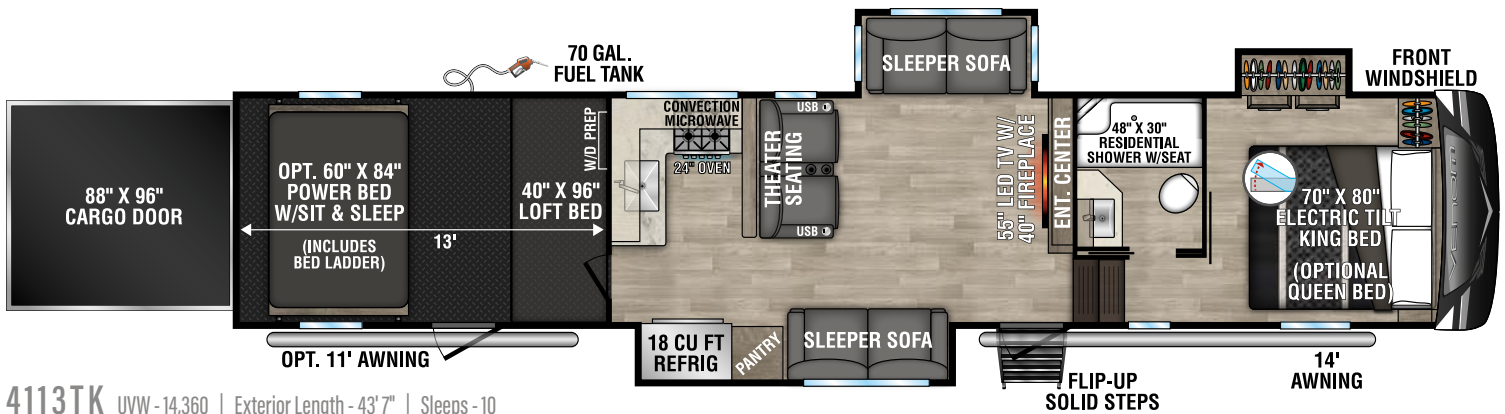 70 GAL.
FUEL TANK
SLEEPER SOFA
FRONT
WINDSHIELD
88" X 96"
CARGO DOOR
OPT. 60" X 84"
POWER BED
W/SIT & SLEEP
(INCLUDES
BED LADDER)
13'
40" X 96"
LOFT BED
W/D PREP
CONVECTION
MICROWAVE
24" OVEN
USB
THEATER
SEATING
USB
55" LED TV W/
40" FIREPLACE
ENT. CENTER
48" X 30"
RESIDENTIAL
SHOWER W/SEAT
70" X 80"
ELECTRIC TILT
KING BED
(OPTIONAL
QUEEN BED)
VENOM
OPT. 11' AWNING
18 CU FT
REFRIG
PANTRY
SLEEPER SOFA
FLIP-UP
SOLID STEPS
14'
AWNING
4113TK UVW - 14,360 | Exterior Length - 43' 7" | Sleeps - 10